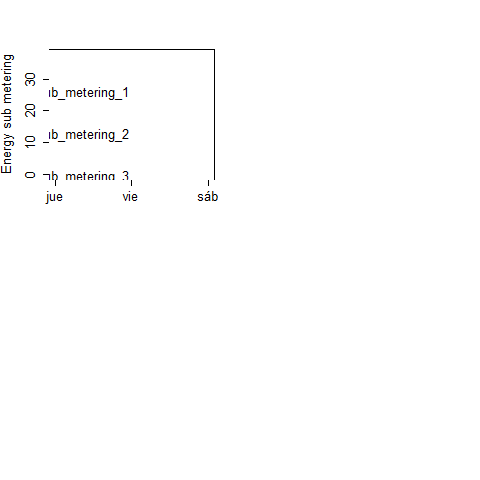 Energy sub metering
30
20
10
0
ub_metering_1
ub_metering_2
ub_metering_3
jue
vie
sáb